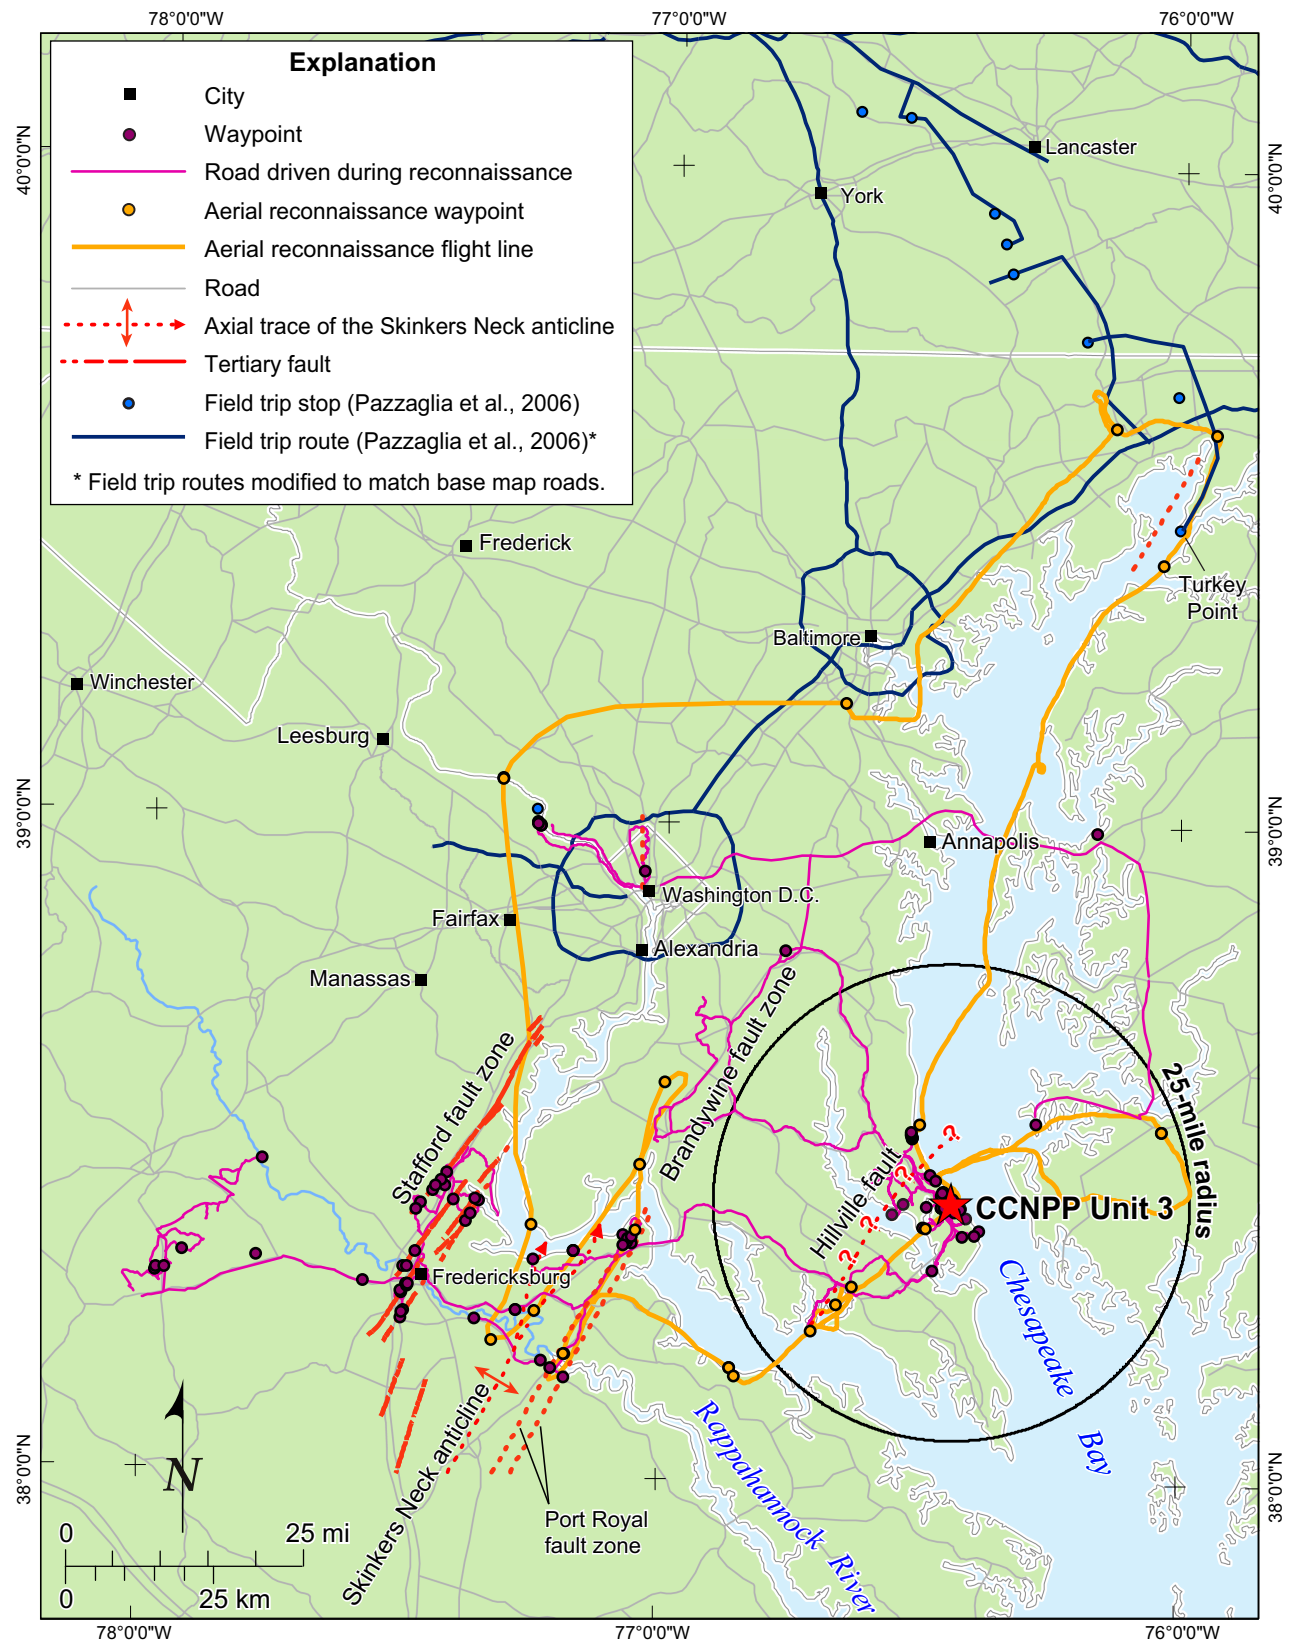 78°0'0"W
77°0'0"W
76°0'0"W
Explanation
City
Waypoint
Road driven during reconnaissance
Aerial reconnaissance waypoint
Aerial reconnaissance flight line
Road
Axial trace of the Skinkers Neck anticline
Tertiary fault
Field trip stop (Pazzaglia et al., 2006)
Field trip route (Pazzaglia et al., 2006)*
* Field trip routes modified to match base map roads.
40°0'0"N
40°0'0"N
Lancaster
York
Frederick
Turkey
Point
Baltimore
Winchester
Leesburg
39°0'0"N
39°0'0"N
Annapolis
Washington D.C.
Fairfax
Alexandria
Manassas
Stafford fault zone
Brandywine fault zone
25-mile radius
Hillville fault
?
?
?
?
?
CCNPP Unit 3
Fredericksburg
Chesapeake
Bay
Skinkers Neck anticline
Rappahannock River
Port Royal
fault zone
38°0'0"N
38°0'0"N
N
0
25 mi
0
25 km
78°0'0"W
77°0'0"W
76°0'0"W